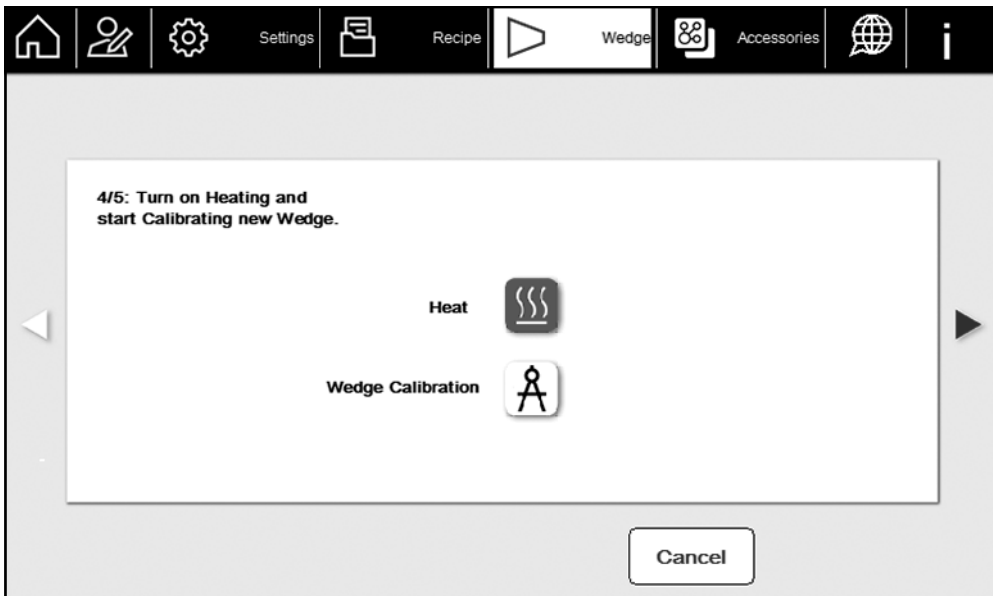 Settings
Recipe
Wedge
Accessories
i
4/5: Turn on Heating and
start Calibrating new Wedge.
Heat
Wedge Calibration
Cancel